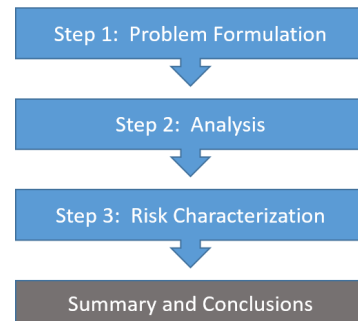 Step 1:  Problem Formulation
Step 2:  Analysis
Step 3:  Risk Characterization
Summary and Conclusions